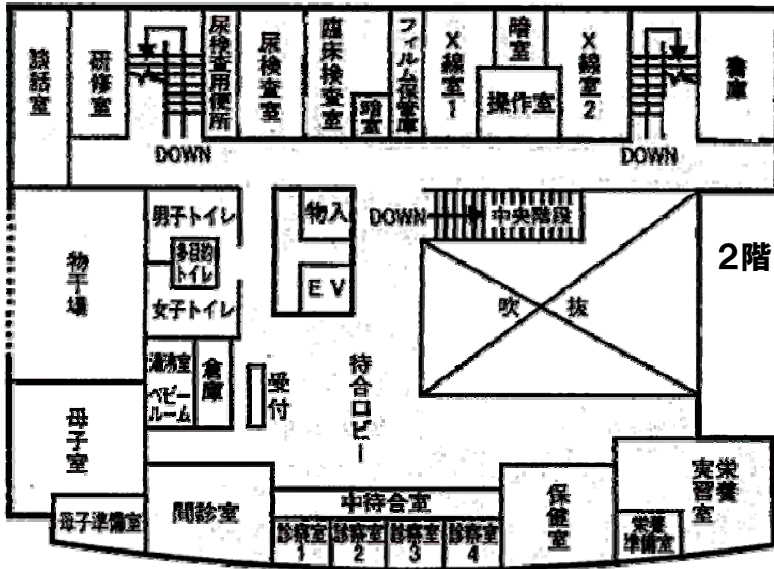 談話室
研修室
尿検査用便所
尿検査室
臨床検査室
暗室
フィルム保管庫
X線室1
暗室
操作室
X線室2
書庫
DOWN
DOWN
男子トイレ
多目的トイレ
女子トイレ
物入
EV
DOWN
中央階段
吹抜
2階
物干場
湯沸室
ベビールーム
倉庫
受付
待合ロビー
母子室
母子準備室
問診室
中待合室
診察室1
診察室2
診察室3
診察室4
保健室
栄養実習室
栄養準備室